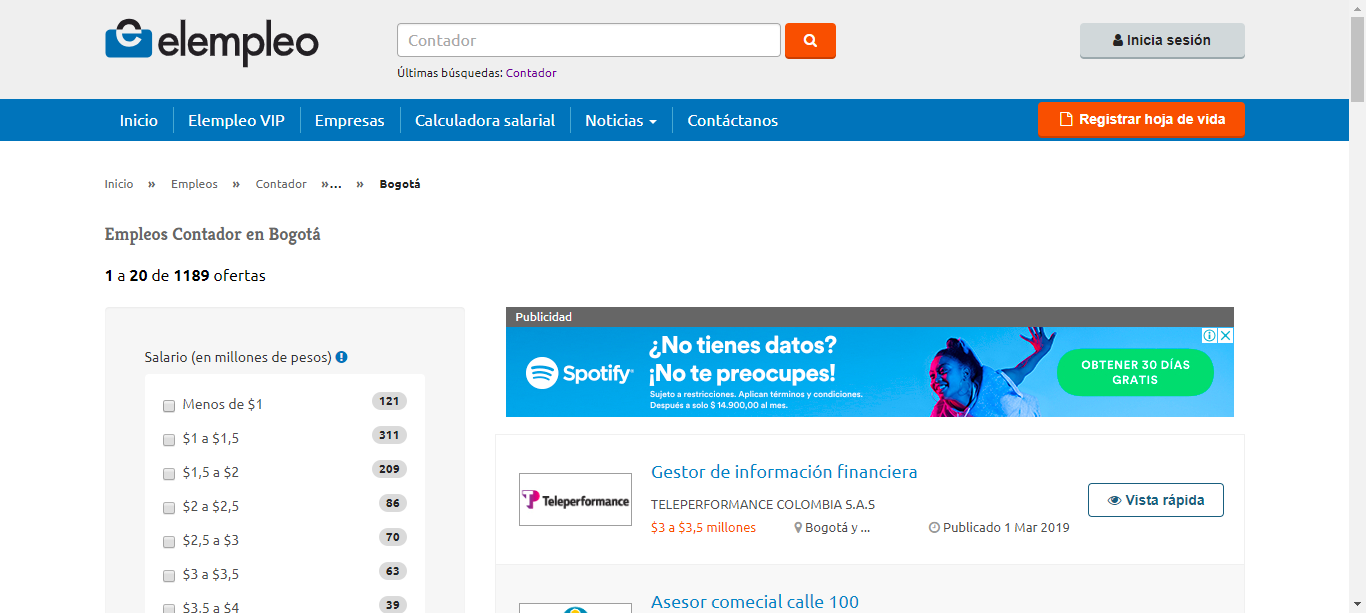 elempleo
Contador
Inicia sesión
Últimas búsquedas: Contador
Inicio Elempleo VIP Empresas Calculadora salarial Noticias Contáctanos Registrar hoja de vida
Inicio » Empleos » Contador »... » Bogotá
Empleos Contador en Bogotá
1 a 20 de 1189 ofertas
Salario (en millones de pesos)
Menos de $1 121
$1 a $1,5 311
$1,5 a $2 209
$2 a $2,5 86
$2,5 a $3 70
$3 a $3,5 63
$3,5 a $4 39
Publicidad
Spotify
¿No tienes datos?
¡No te preocupes!
Sujeto a restricciones. Aplican términos y condiciones.
Después a solo $ 14.900,00 al mes.
OBTENER 30 DÍAS
GRATIS
Teleperformance
Gestor de información financiera
TELEPERFORMANCE COLOMBIA S.A.S
$3 a $3,5 millones Bogotá y ... Publicado 1 Mar 2019
Vista rápida
Asesor comecial calle 100